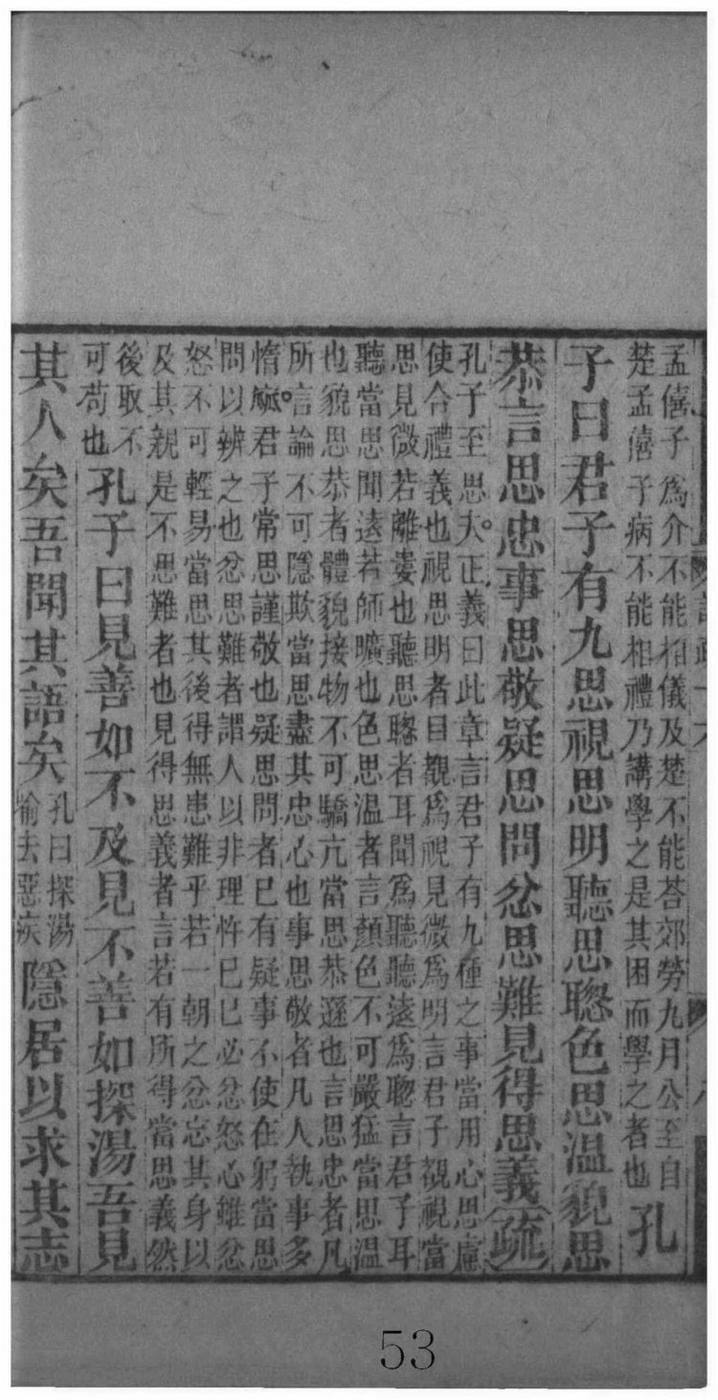 孟僖子爲介不能相儀及楚不能荅郊勞九月公至自
楚孟僖子病不能相禮乃講學之是其困而學之者也
孔
子曰君子有九思視思明聽思聰色思温貌思
恭言思忠事思敬疑思問忿思難見得思義疏
孔子至思義正義曰此章言君子有九種之事當用心思慮
使合禮義也視思明者目覩爲視見微爲明言君子覩視當
思見微若離婁也聽思聰者耳聞爲聽聽遠爲聰言君子耳
聽當思聞遠若師曠也色思温者言顏色不可嚴猛當思温
也貌思恭者體貌接物不可驕亢當思恭遜也言思忠者凡
所言論不可隱欺當思盡其忠心也事思敬者凡人執事多
惰窳君子常思謹敬也疑思問者已有疑事不使在躬當思
問以辨之也忿思難者謂人以非理忤已已必忿怒心雖忿
怒不可輕易當思其後得無患難乎若一朝之忿忘其身以
及其親是不思難者也見得思義者言若有所得當思義然
後取不
可苟也
孔子曰見善如不及見不善如探湯吾見
其人矣吾聞其語矣
孔曰探湯
喻去惡疾
隱居以求其志
53